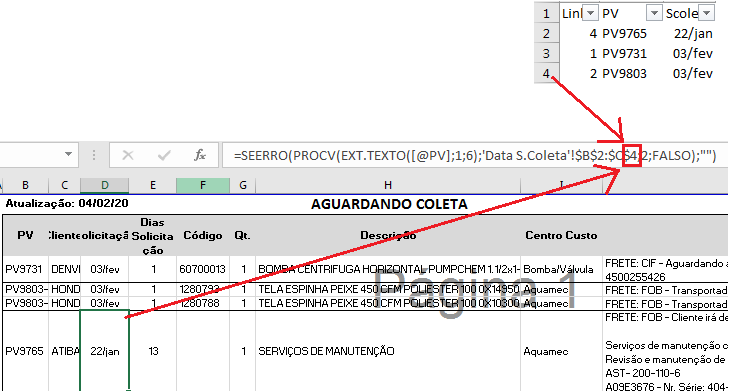 1 Linl PV Scole
2 4 PV9765 22/jan
3 1 PV9731 03/fev
4 2 PV9803 03/fev
fx =SEERRO(PROCV(EXT.TEXTO([@PV];1;6);'Data S.Coleta'!$B$2:$C$4;2;FALSO);"")
B C D E F G H I
Atualização: 04/02/20 AGUARDANDO COLETA
PV Cliente olicitaçã Dias Solicita ção Código Qt. Descrição Centro Custo
PV9731 DENVI 03/fev 1 60700013 1 BOMBA CENTRIFUGA HORIZONTAL PUMPCHEM 1.1/2x1- Bomba/Válvula FRETE: CIF - Aguardando a
4500255426
PV9803- HOND 03/fev 1 1280793 1 TELA ESPINHA PEIXE 450 CFM POLIESTER 100 0X14950 Aquamec FRETE: FOB - Transportad
PV9803- HOND 03/fev 1 1280788 1 TELA ESPINHA PEIXE 450 CFM POLIESTER 100 0X10300 Aquamec FRETE: FOB - Transportad
Página 1
FRETE: FOB - Cliente irá de
PV9765 ATIBA 22/jan 13 1 SERVIÇOS DE MANUTENÇÃO Aquamec Serviços de manutenção c
Revisão e manutenção de
AST- 200-110-6
A09E3676 - Nr. Série: 404-